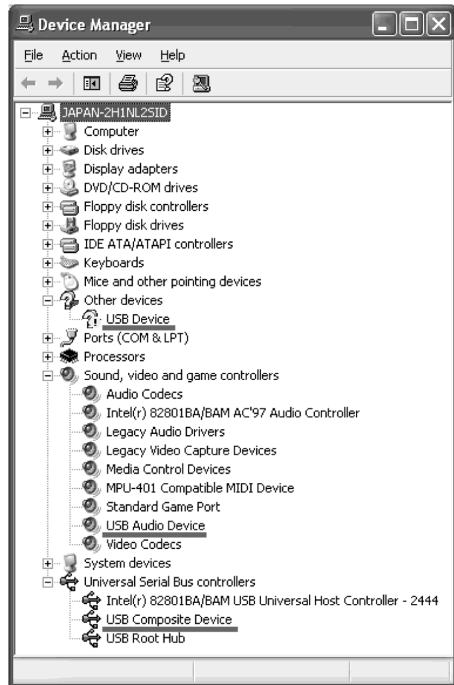 Device Manager
File Action View Help
JAPAN-2H1NL2SID
Computer
Disk drives
Display adapters
DVD/CD-ROM drives
Floppy disk controllers
Floppy disk drives
IDE ATA/ATAPI controllers
Keyboards
Mice and other pointing devices
Other devices
USB Device
Ports (COM & LPT)
Processors
Sound, video and game controllers
Audio Codecs
Intel(r) 82801BA/BAM AC'97 Audio Controller
Legacy Audio Drivers
Legacy Video Capture Devices
Media Control Devices
MPU-401 Compatible MIDI Device
Standard Game Port
USB Audio Device
Video Codecs
System devices
Universal Serial Bus controllers
Intel(r) 82801BA/BAM USB Universal Host Controller - 2444
USB Composite Device
USB Root Hub